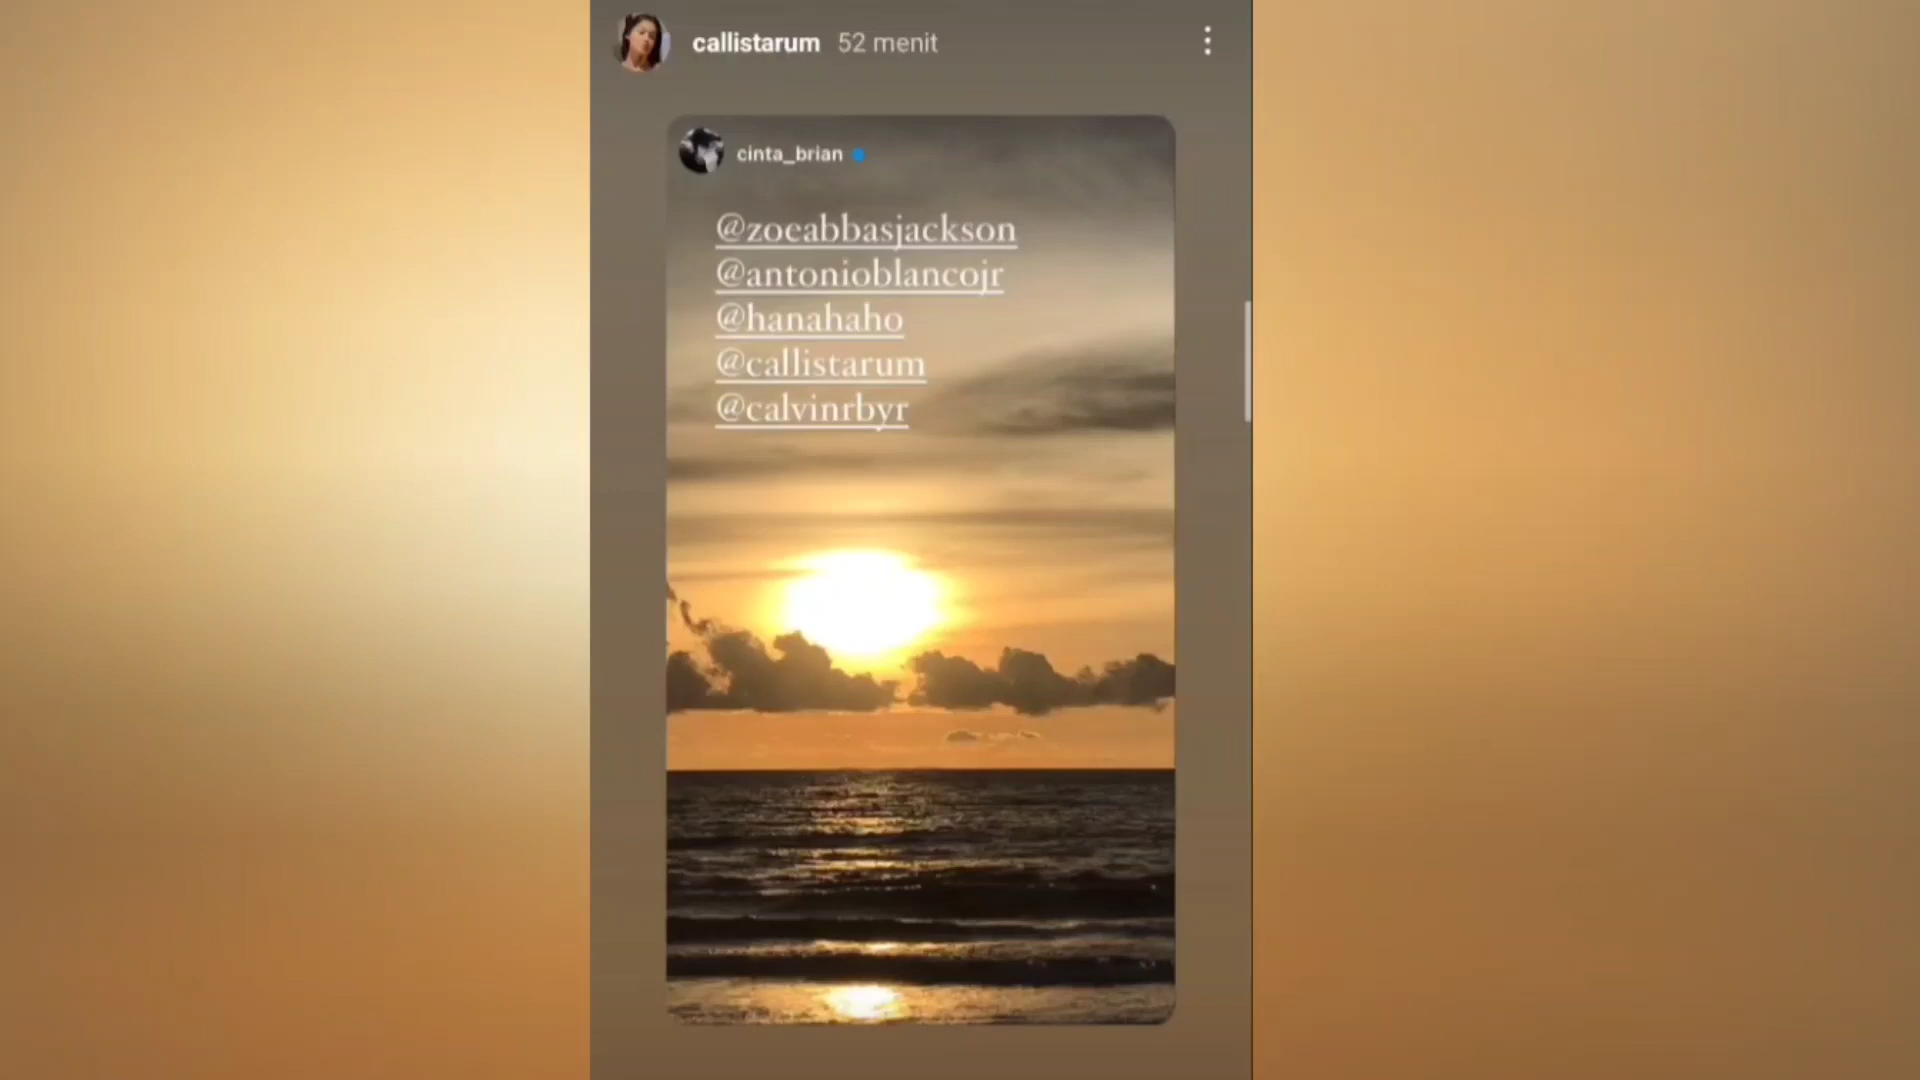 callistarum 52 menit
cinta_brian
@zoeabbasjackson
@antonioblancojr
@hanahaho
@callistarum
@calvinrbyr